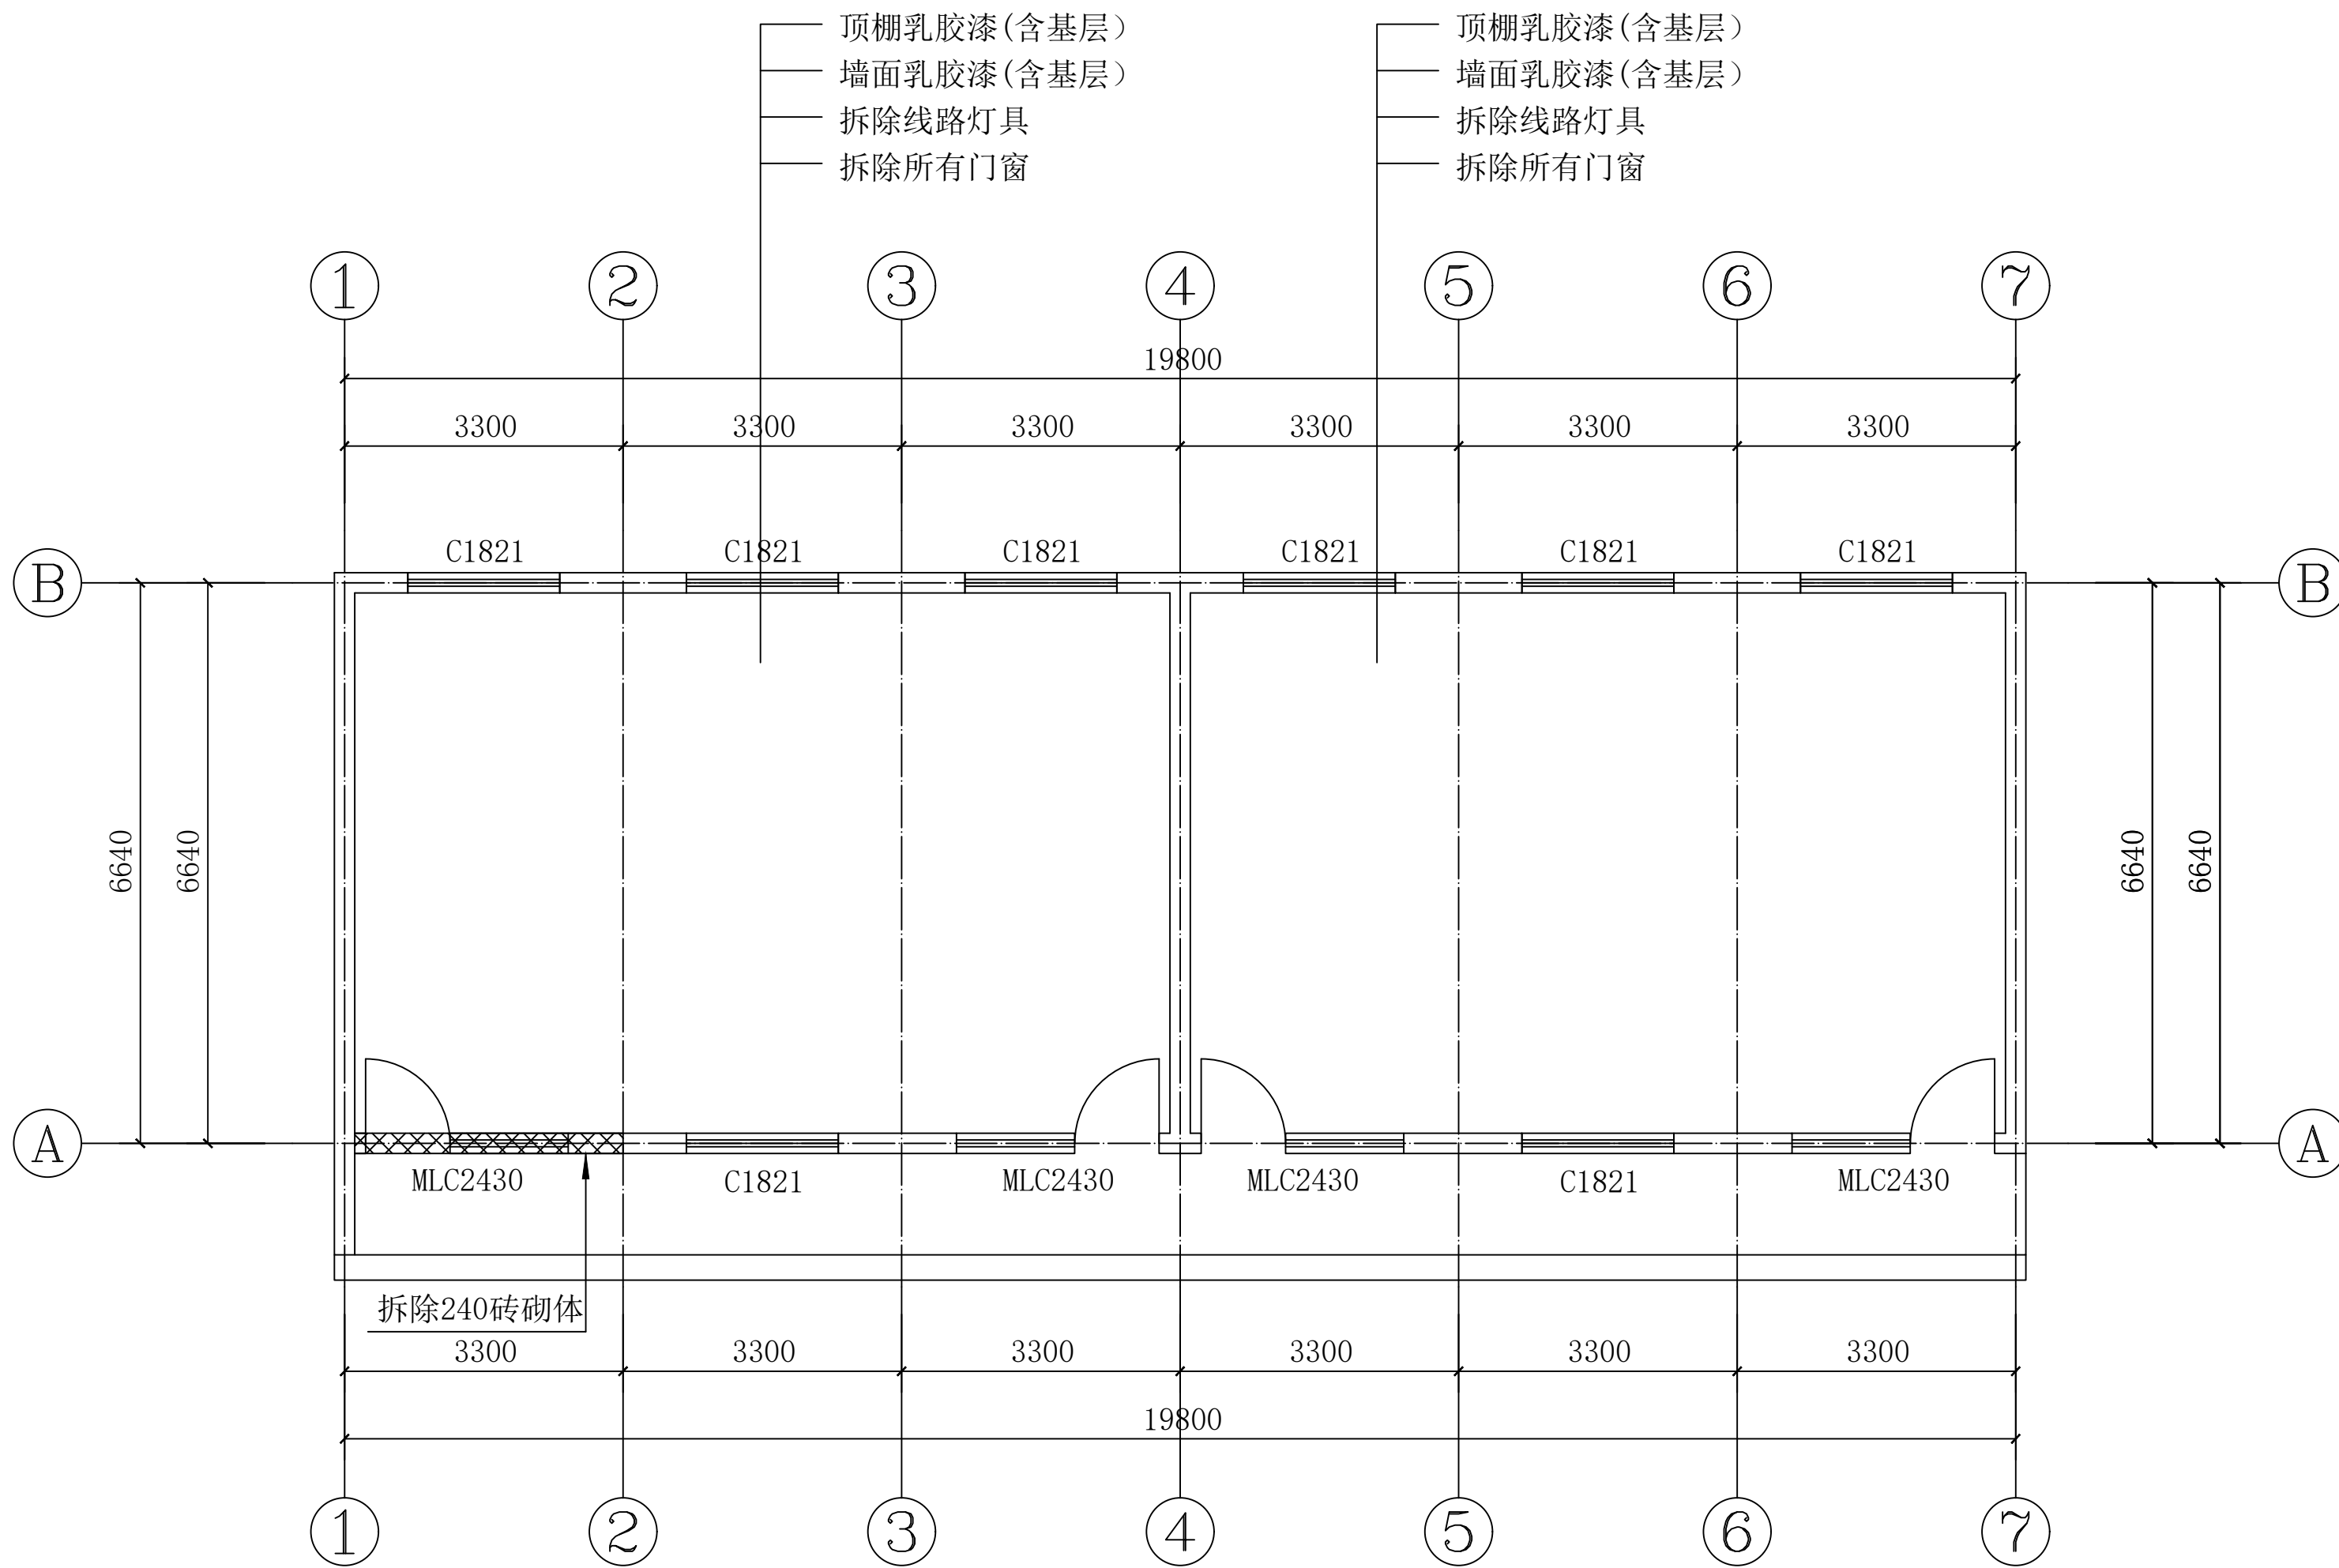 顶棚乳胶漆(含基层) 顶棚乳胶漆(含基层)
墙面乳胶漆(含基层) 墙面乳胶漆(含基层)
拆除线路灯具 拆除线路灯具
拆除所有门窗 拆除所有门窗
1 2 3 4 5 6 7
19800
3300 3300 3300 3300 3300 3300
C1821 C1821 C1821 C1821 C1821 C1821
B B
6640 6640 6640 6640
A A
MLC2430 C1821 MLC2430 MLC2430 C1821 MLC2430
拆除240砖砌体
3300 3300 3300 3300 3300 3300
19800
1 2 3 4 5 6 7